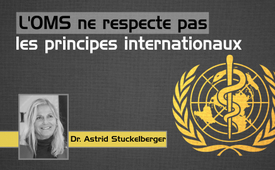 L'OMS ne respecte pas
les principes internationaux
Dr. Astrid Stuckelberger